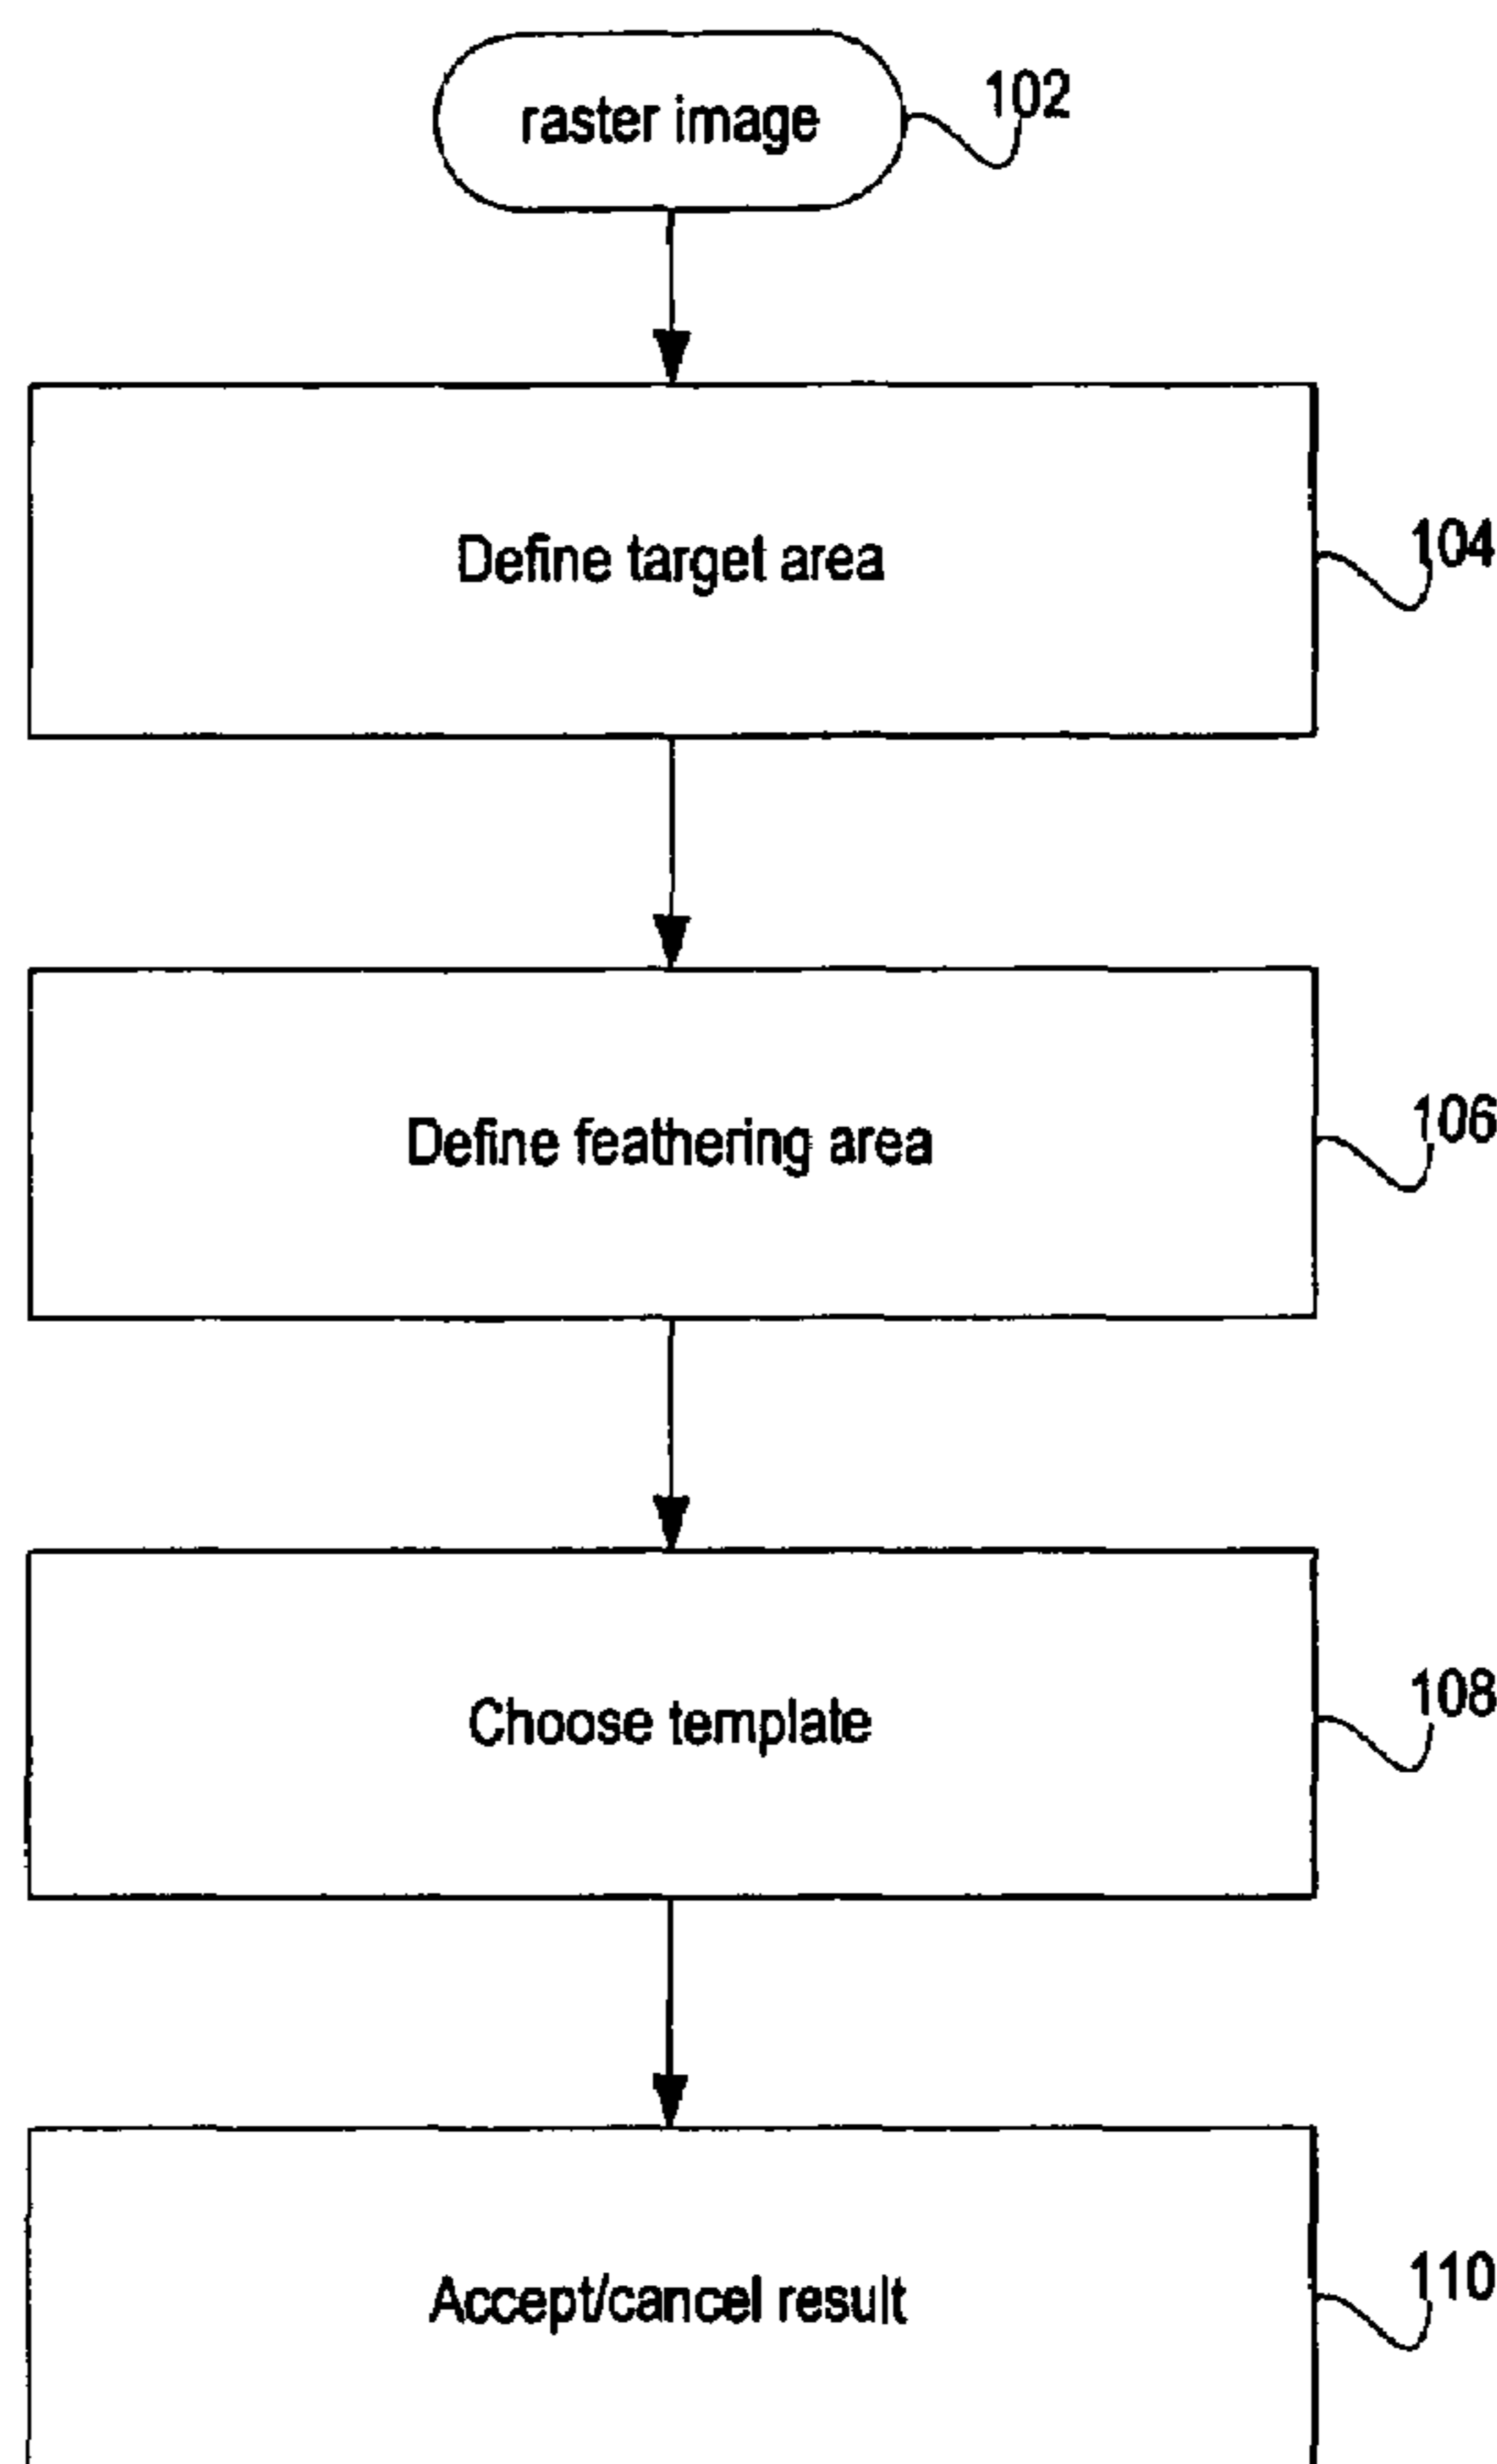 raster image
102
Define target area
104
Define feathering area
106
Choose template
108
Accept/cancel result
110